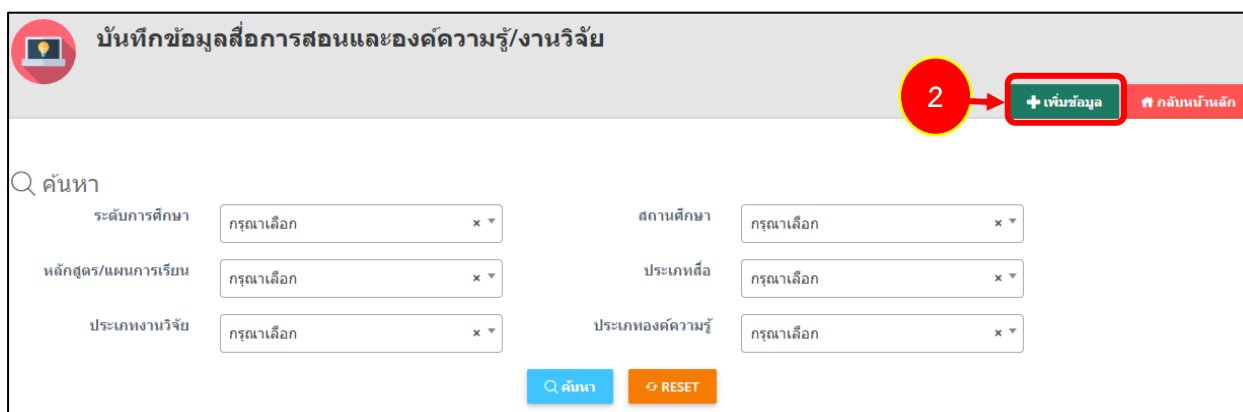 บันทึกข้อมูลสื่อการสอนและองค์ความรู้/งานวิจัย
2
เพิ่มข้อมูล กลับหน้าหลัก
ค้นหา
ระดับการศึกษา กรุณาเลือก × สถานศึกษา กรุณาเลือก ×
หลักสูตร/แผนการเรียน กรุณาเลือก × ประเภทสื่อ กรุณาเลือก ×
ประเภทงานวิจัย กรุณาเลือก × ประเภทองค์ความรู้ กรุณาเลือก ×
ค้นหา RESET